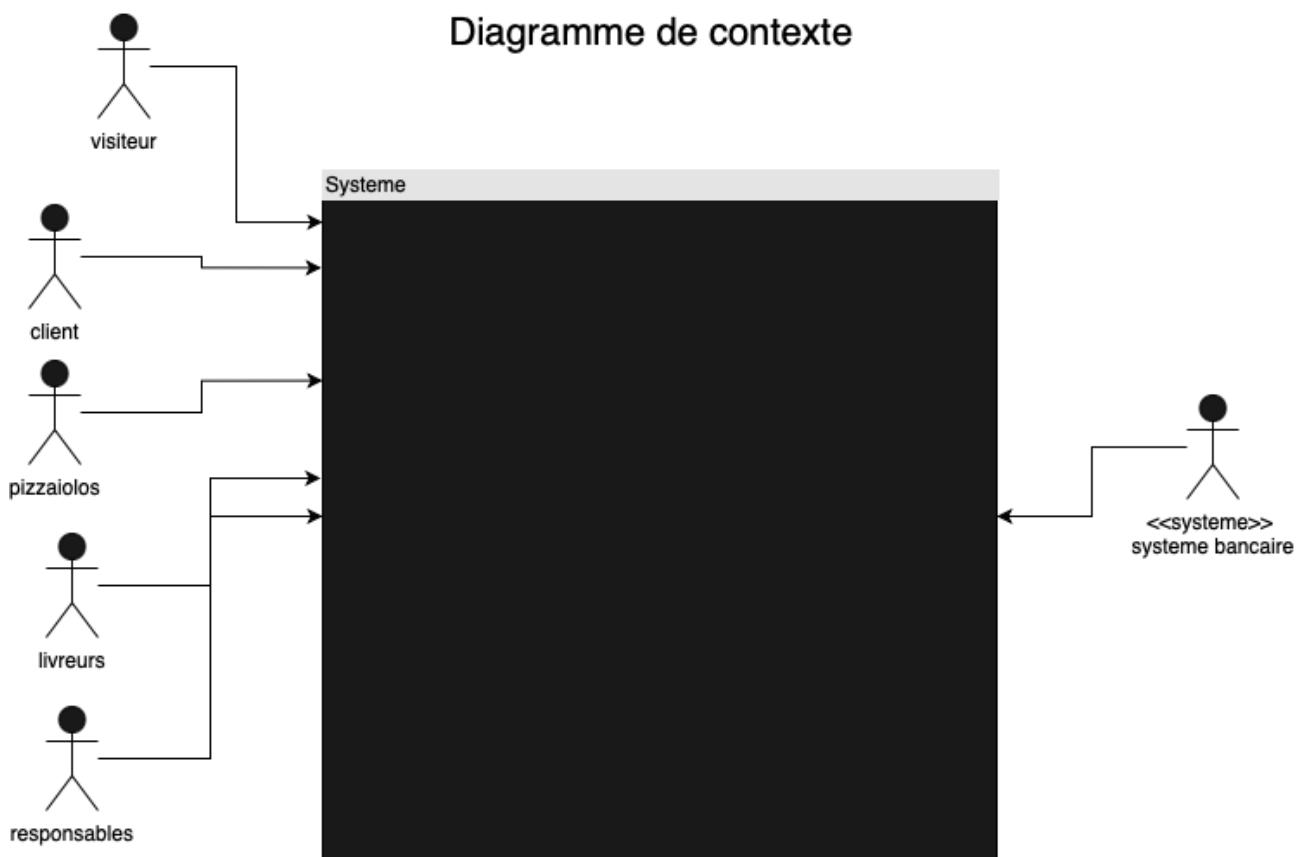 Diagramme de contexte
visiteur
Systeme
client
pizzaiolos
<<systeme>>
systeme bancaire
livreurs
responsables